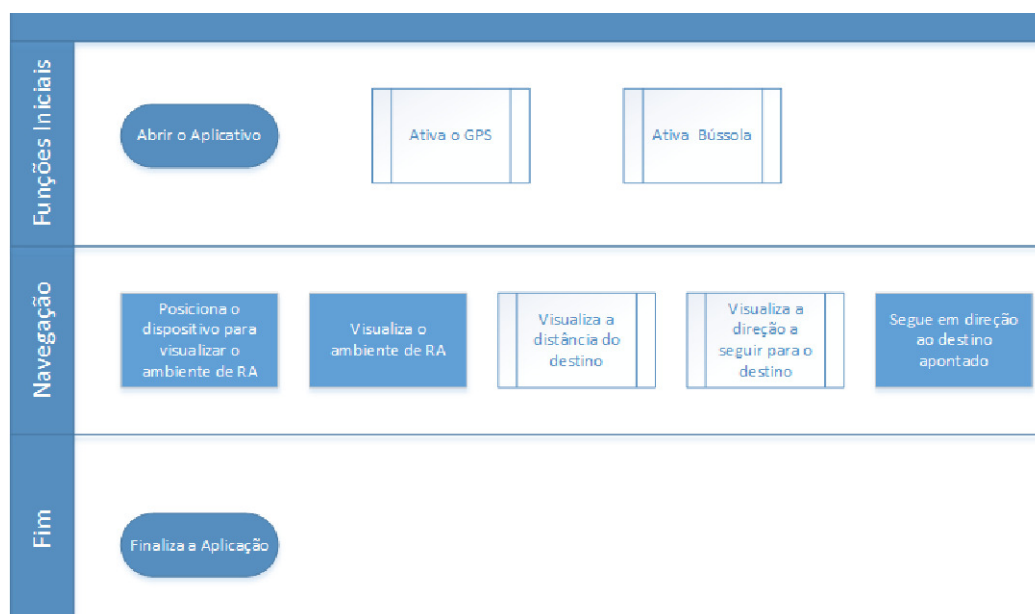 Funções Iniciais
Abrir o Aplicativo
Ativa o GPS
Ativa Bússola
Navegação
Posiciona o
dispositivo para
visualizar o
ambiente de RA
Visualiza o
ambiente de RA
Visualiza a
distância do
destino
Visualiza a
direção a
seguir para o
destino
Segue em direção
ao destino
apontado
Fim
Finaliza a Aplicação